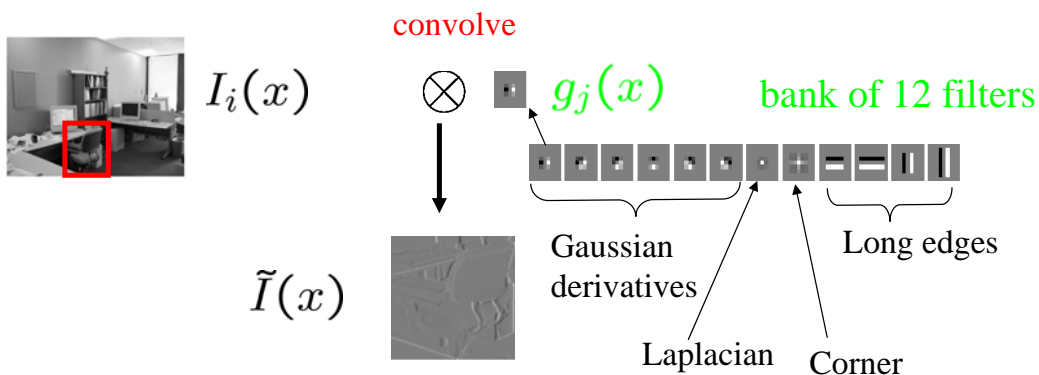 convolve
I_i(x)
⊗
g_j(x)
bank of 12 filters
Gaussian
derivatives
Long edges
Ĩ(x)
Laplacian
Corner